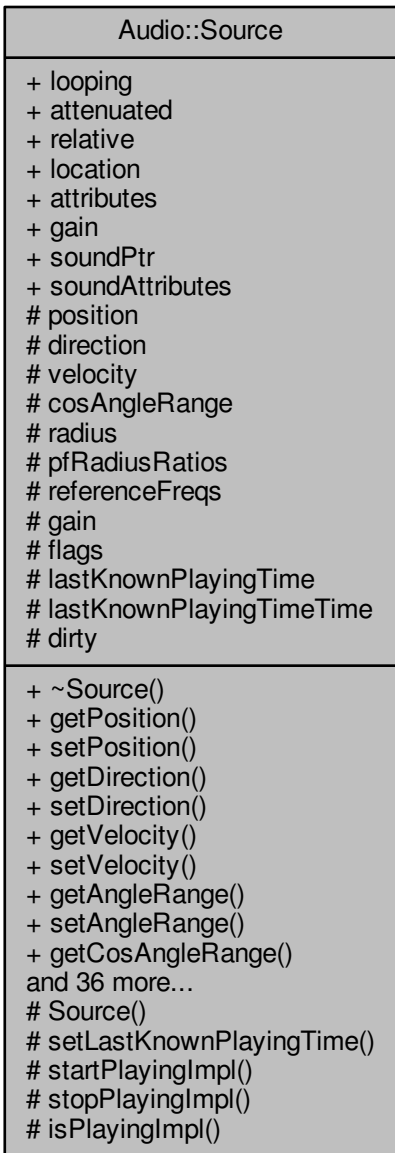 Audio::Source
+ looping
+ attenuated
+ relative
+ location
+ attributes
+ gain
+ soundPtr
+ soundAttributes
# position
# direction
# velocity
# cosAngleRange
# radius
# pfRadiusRatios
# referenceFreqs
# gain
# flags
# lastKnownPlayingTime
# lastKnownPlayingTimeTime
# dirty
+ ~Source()
+ getPosition()
+ setPosition()
+ getDirection()
+ setDirection()
+ getVelocity()
+ setVelocity()
+ getAngleRange()
+ setAngleRange()
+ getCosAngleRange()
and 36 more...
# Source()
# setLastKnownPlayingTime()
# startPlayingImpl()
# stopPlayingImpl()
# isPlayingImpl()